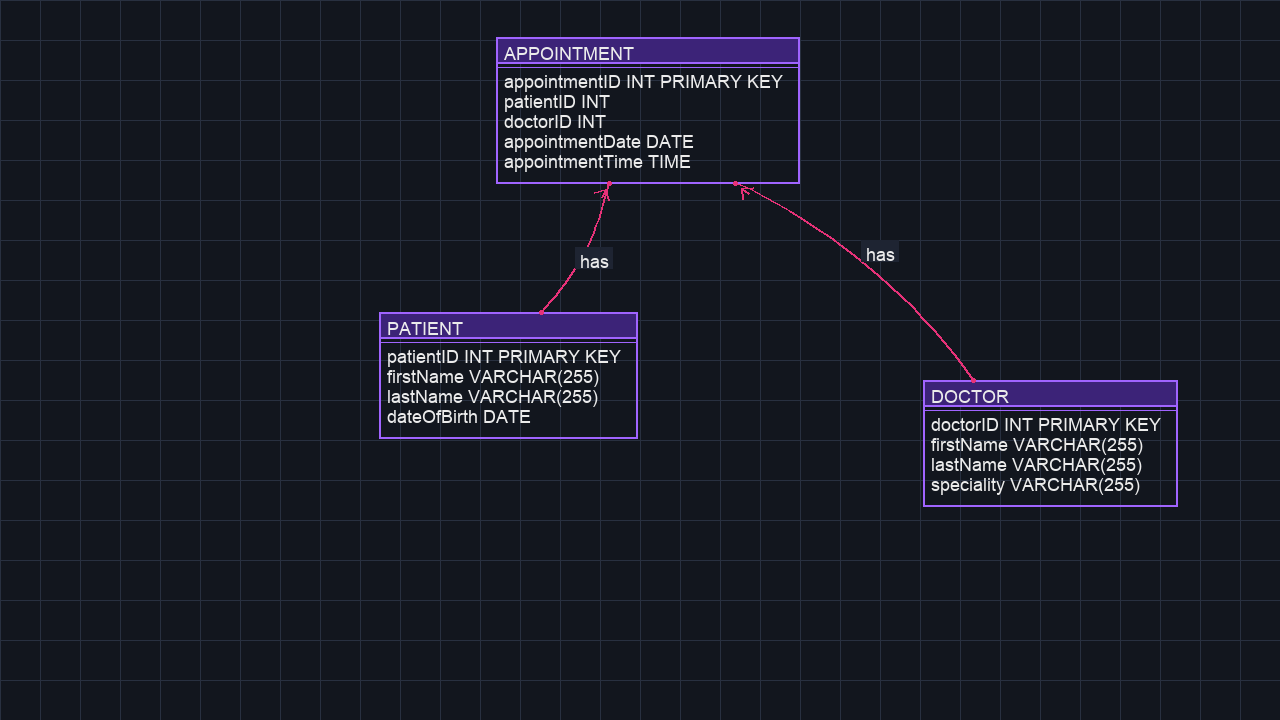 APPOINTMENT
appointmentID INT PRIMARY KEY
patientID INT
doctorID INT
appointmentDate DATE
appointmentTime TIME
has
has
PATIENT
patientID INT PRIMARY KEY
firstName VARCHAR(255)
lastName VARCHAR(255)
dateOfBirth DATE
DOCTOR
doctorID INT PRIMARY KEY
firstName VARCHAR(255)
lastName VARCHAR(255)
speciality VARCHAR(255)